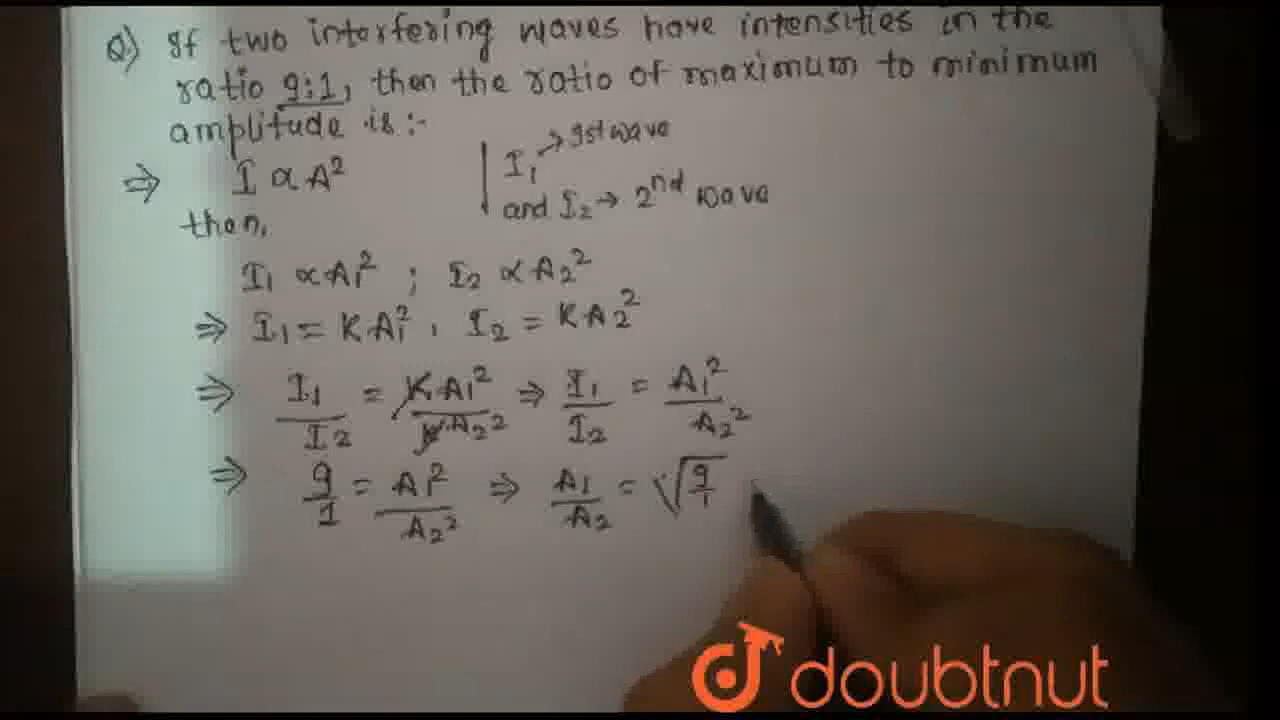 Q.) If two interfering waves have intensities in the
ratio 9:1, then the ratio of maximum to minimum
amplitude is :-
⇒ I ∝ A²
I₁ → 1st wave
and I₂ → 2nd wave
then,
I₁ ∝ A₁² ; I₂ ∝ A₂²
⇒ I₁ = KA₁² , I₂ = KA₂²
⇒ I₁/I₂ = KA₁²/KA₂² ⇒ I₁/I₂ = A₁²/A₂²
⇒ 9/1 = A₁²/A₂² ⇒ A₁/A₂ = √9/1
doubtnut